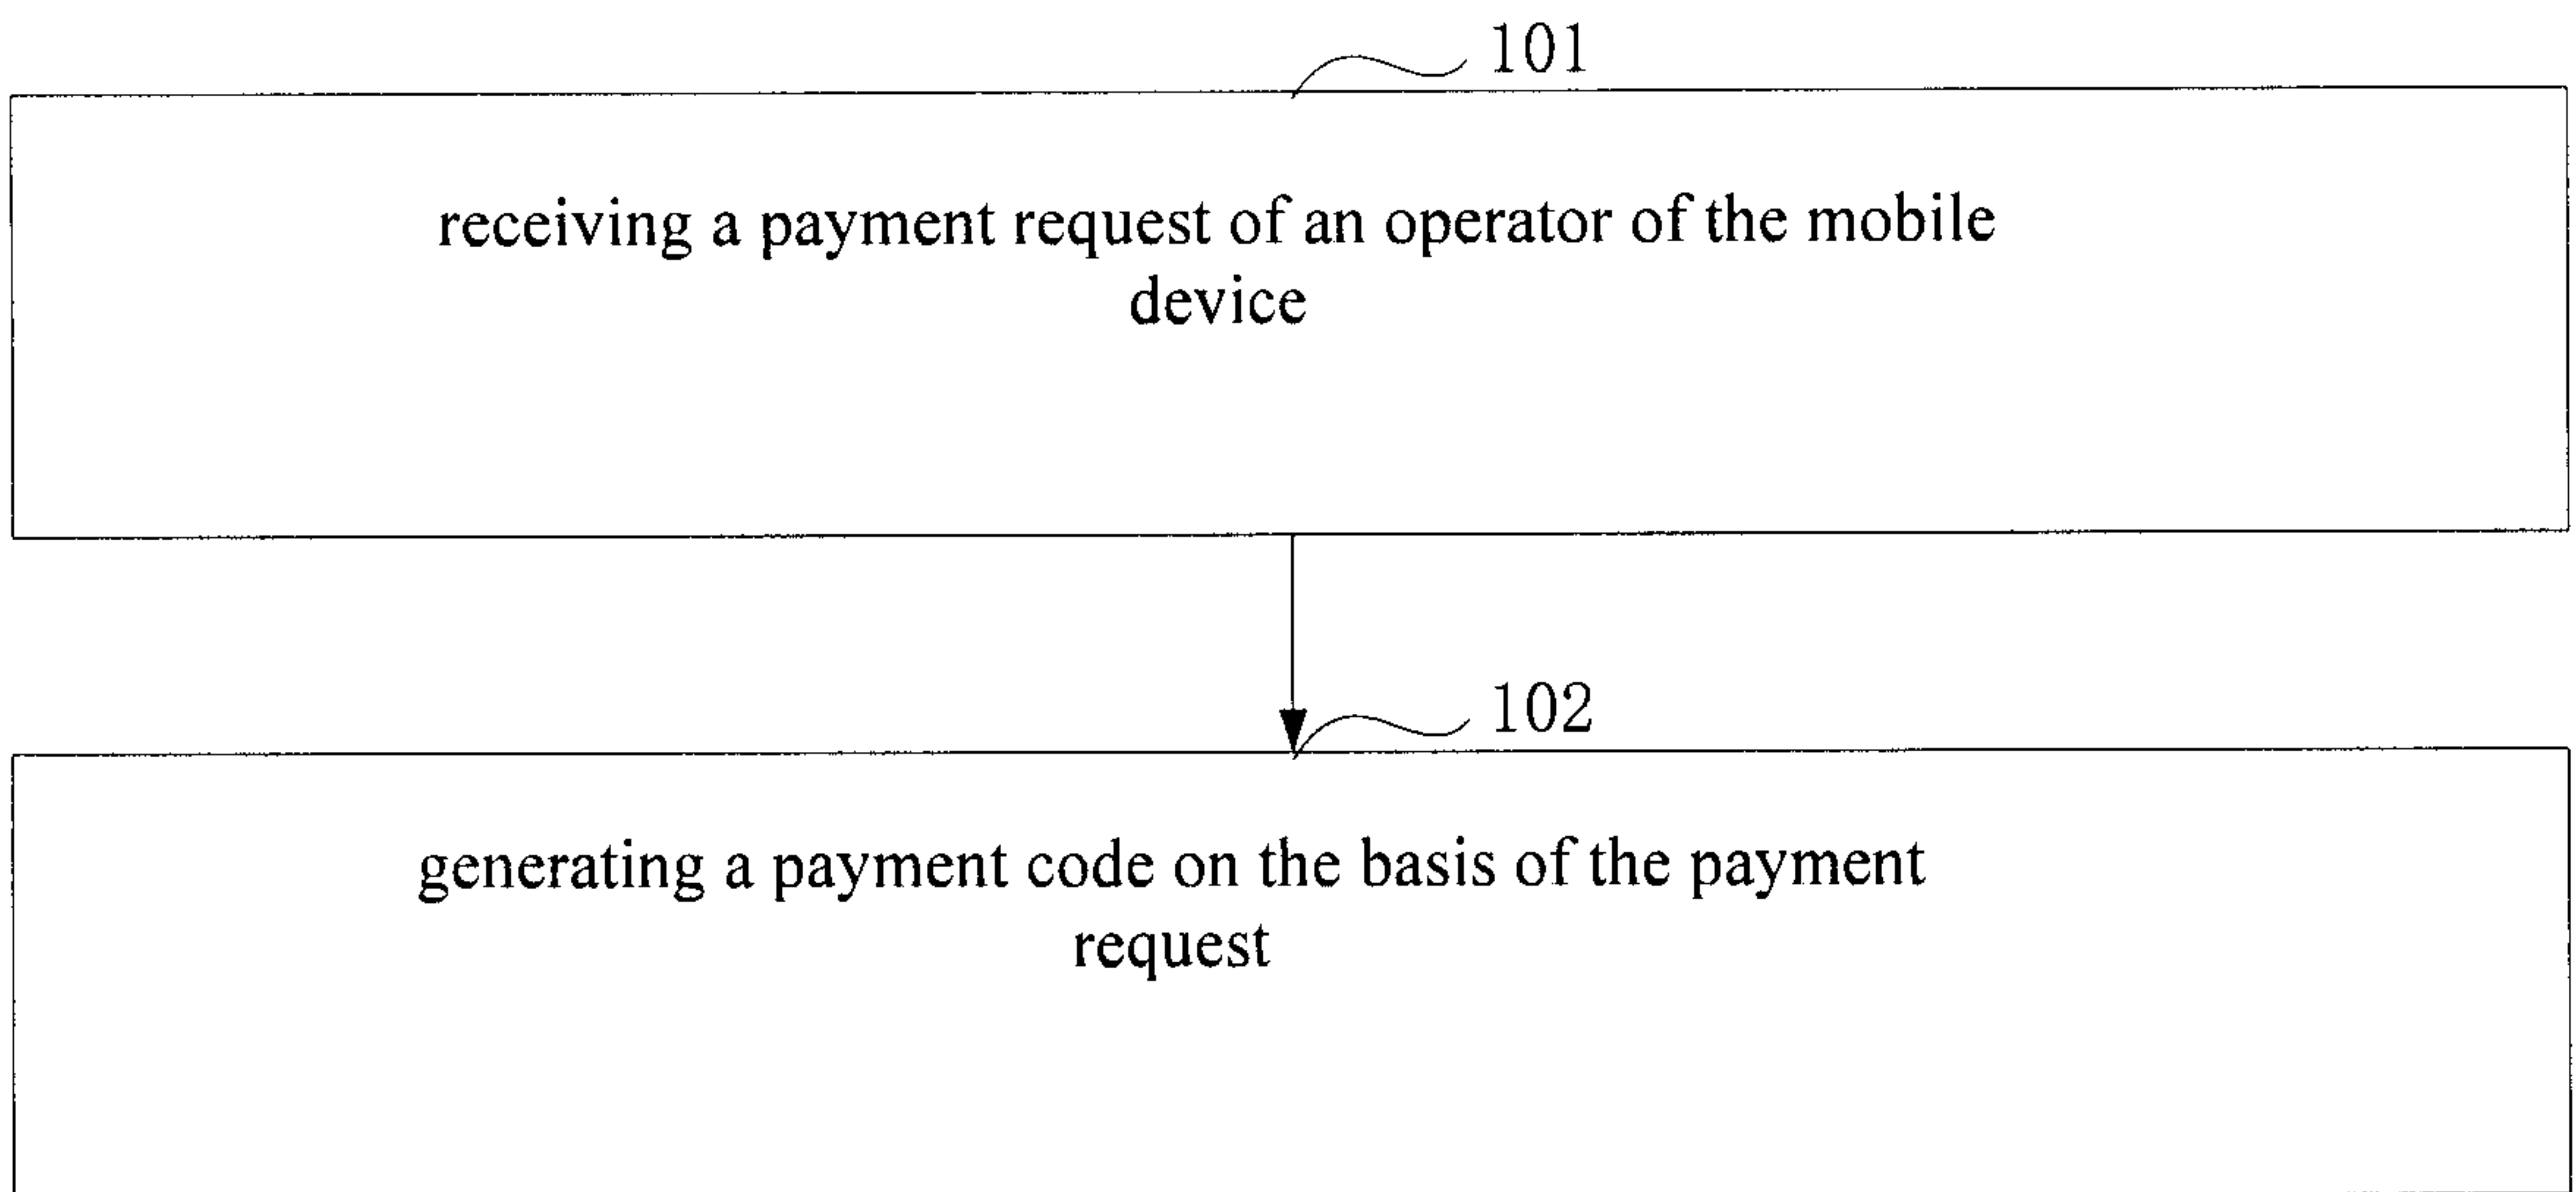 101
receiving a payment request of an operator of the mobile
device
102
generating a payment code on the basis of the payment
request